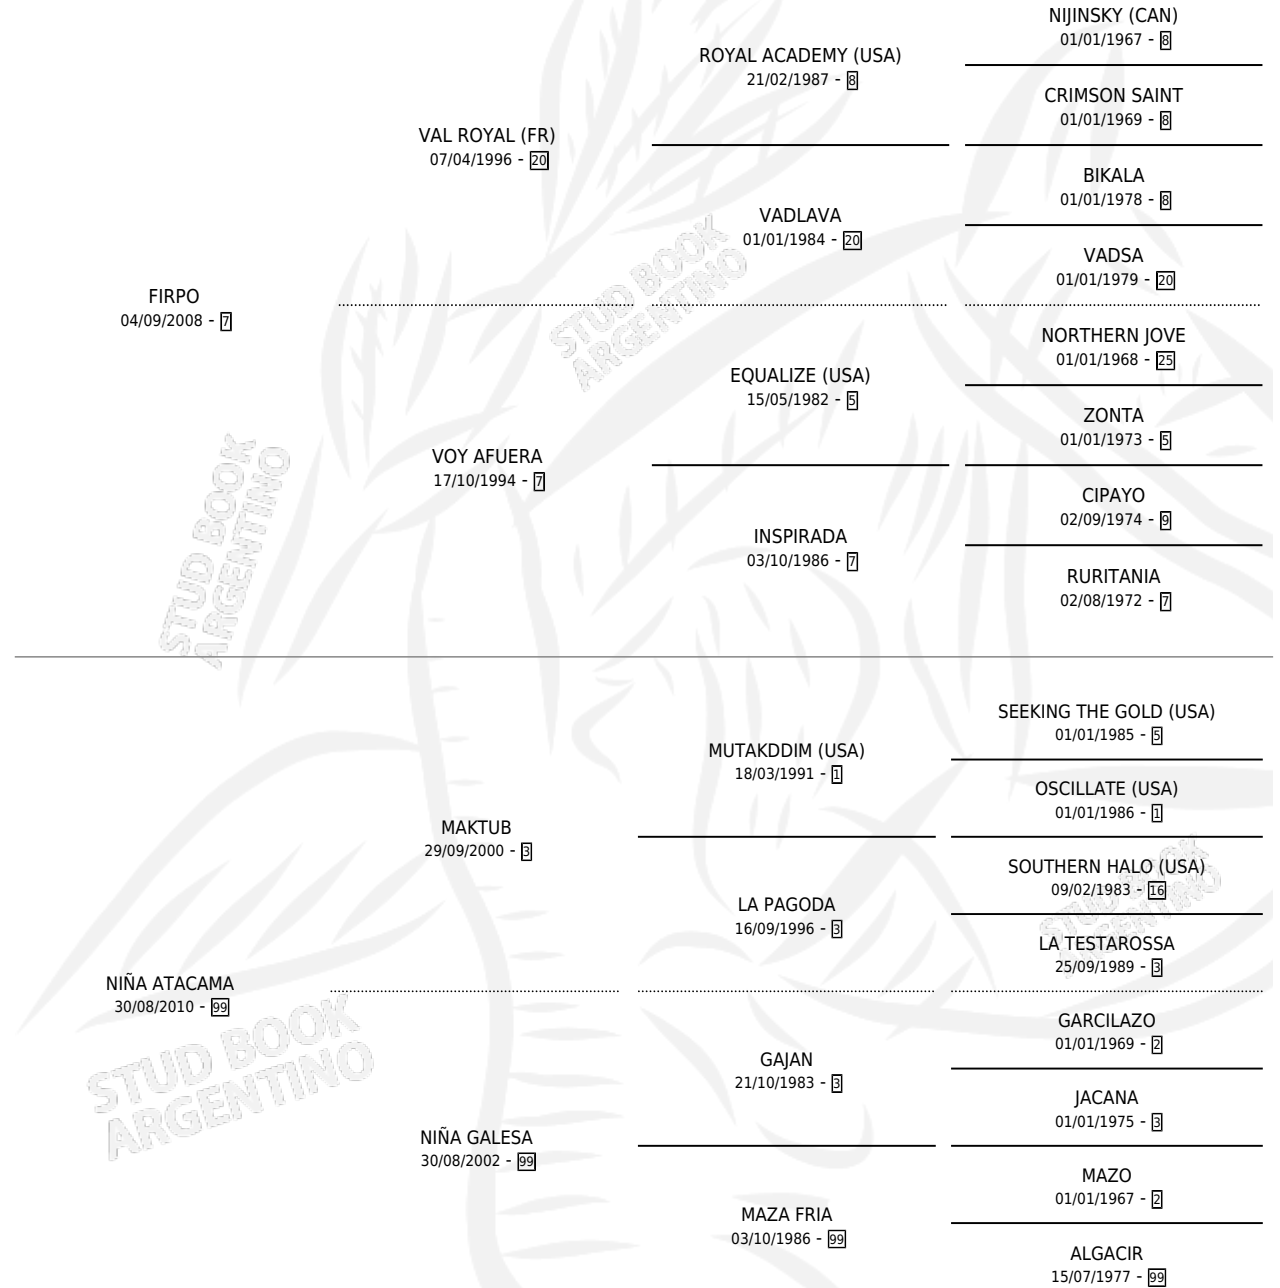 NIJINSKY (CAN)
01/01/1967 - 8
ROYAL ACADEMY (USA)
21/02/1987 - 8
CRIMSON SAINT
01/01/1969 - 8
VAL ROYAL (FR)
07/04/1996 - 20
BIKALA
01/01/1978 - 8
VADLAVA
01/01/1984 - 20
VADSA
01/01/1979 - 20
FIRPO
04/09/2008 - 7
NORTHERN JOVE
01/01/1968 - 25
EQUALIZE (USA)
15/05/1982 - 5
ZONTA
01/01/1973 - 5
VOY AFUERA
17/10/1994 - 7
CIPAYO
02/09/1974 - 9
INSPIRADA
03/10/1986 - 7
RURITANIA
02/08/1972 - 7
STUD BOOK
ARGENTINO
STUD BOOK
ARGENTINO
SEEKING THE GOLD (USA)
01/01/1985 - 5
MUTAKDDIM (USA)
18/03/1991 - 1
OSCILLATE (USA)
01/01/1986 - 1
MAKTUB
29/09/2000 - 3
SOUTHERN HALO (USA)
09/02/1983 - 16
LA PAGODA
16/09/1996 - 3
LA TESTAROSSA
25/09/1989 - 3
NIÑA ATACAMA
30/08/2010 - 99
GARCILAZO
01/01/1969 - 2
GAJAN
21/10/1983 - 3
JACANA
01/01/1975 - 3
NIÑA GALESA
30/08/2002 - 99
MAZO
01/01/1967 - 2
MAZA FRIA
03/10/1986 - 99
ALGACIR
15/07/1977 - 99
STUD BOOK
ARGENTINO
STUD BOOK
ARGENTINO